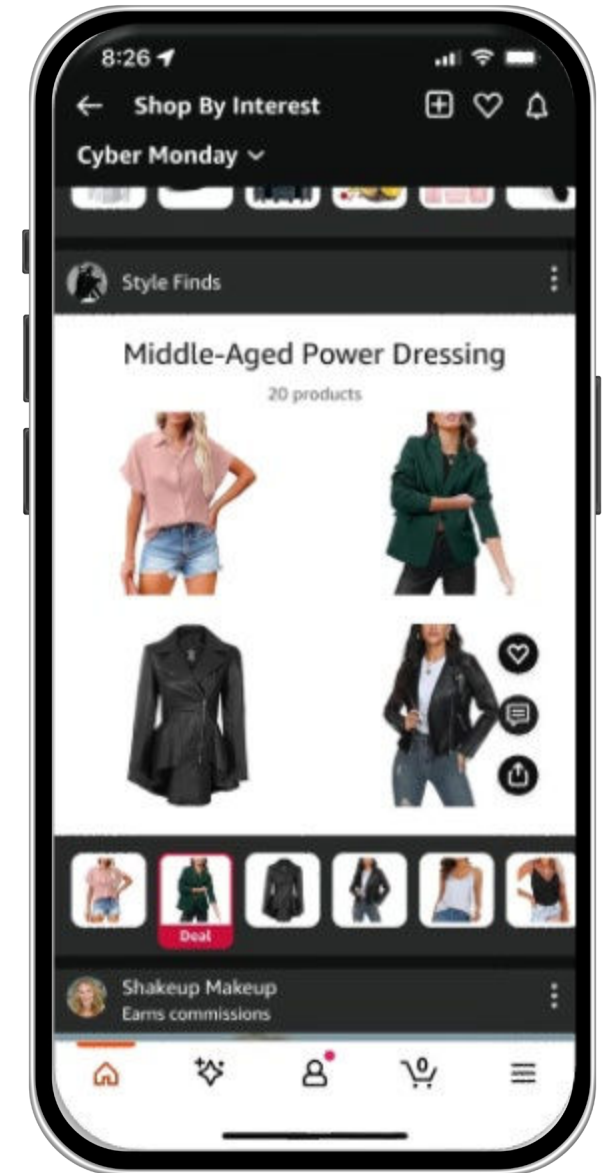 8:26
Shop By Interest
Cyber Monday
Style Finds
Middle-Aged Power Dressing
20 products
Deal
Shakeup Makeup
Earns commissions
0